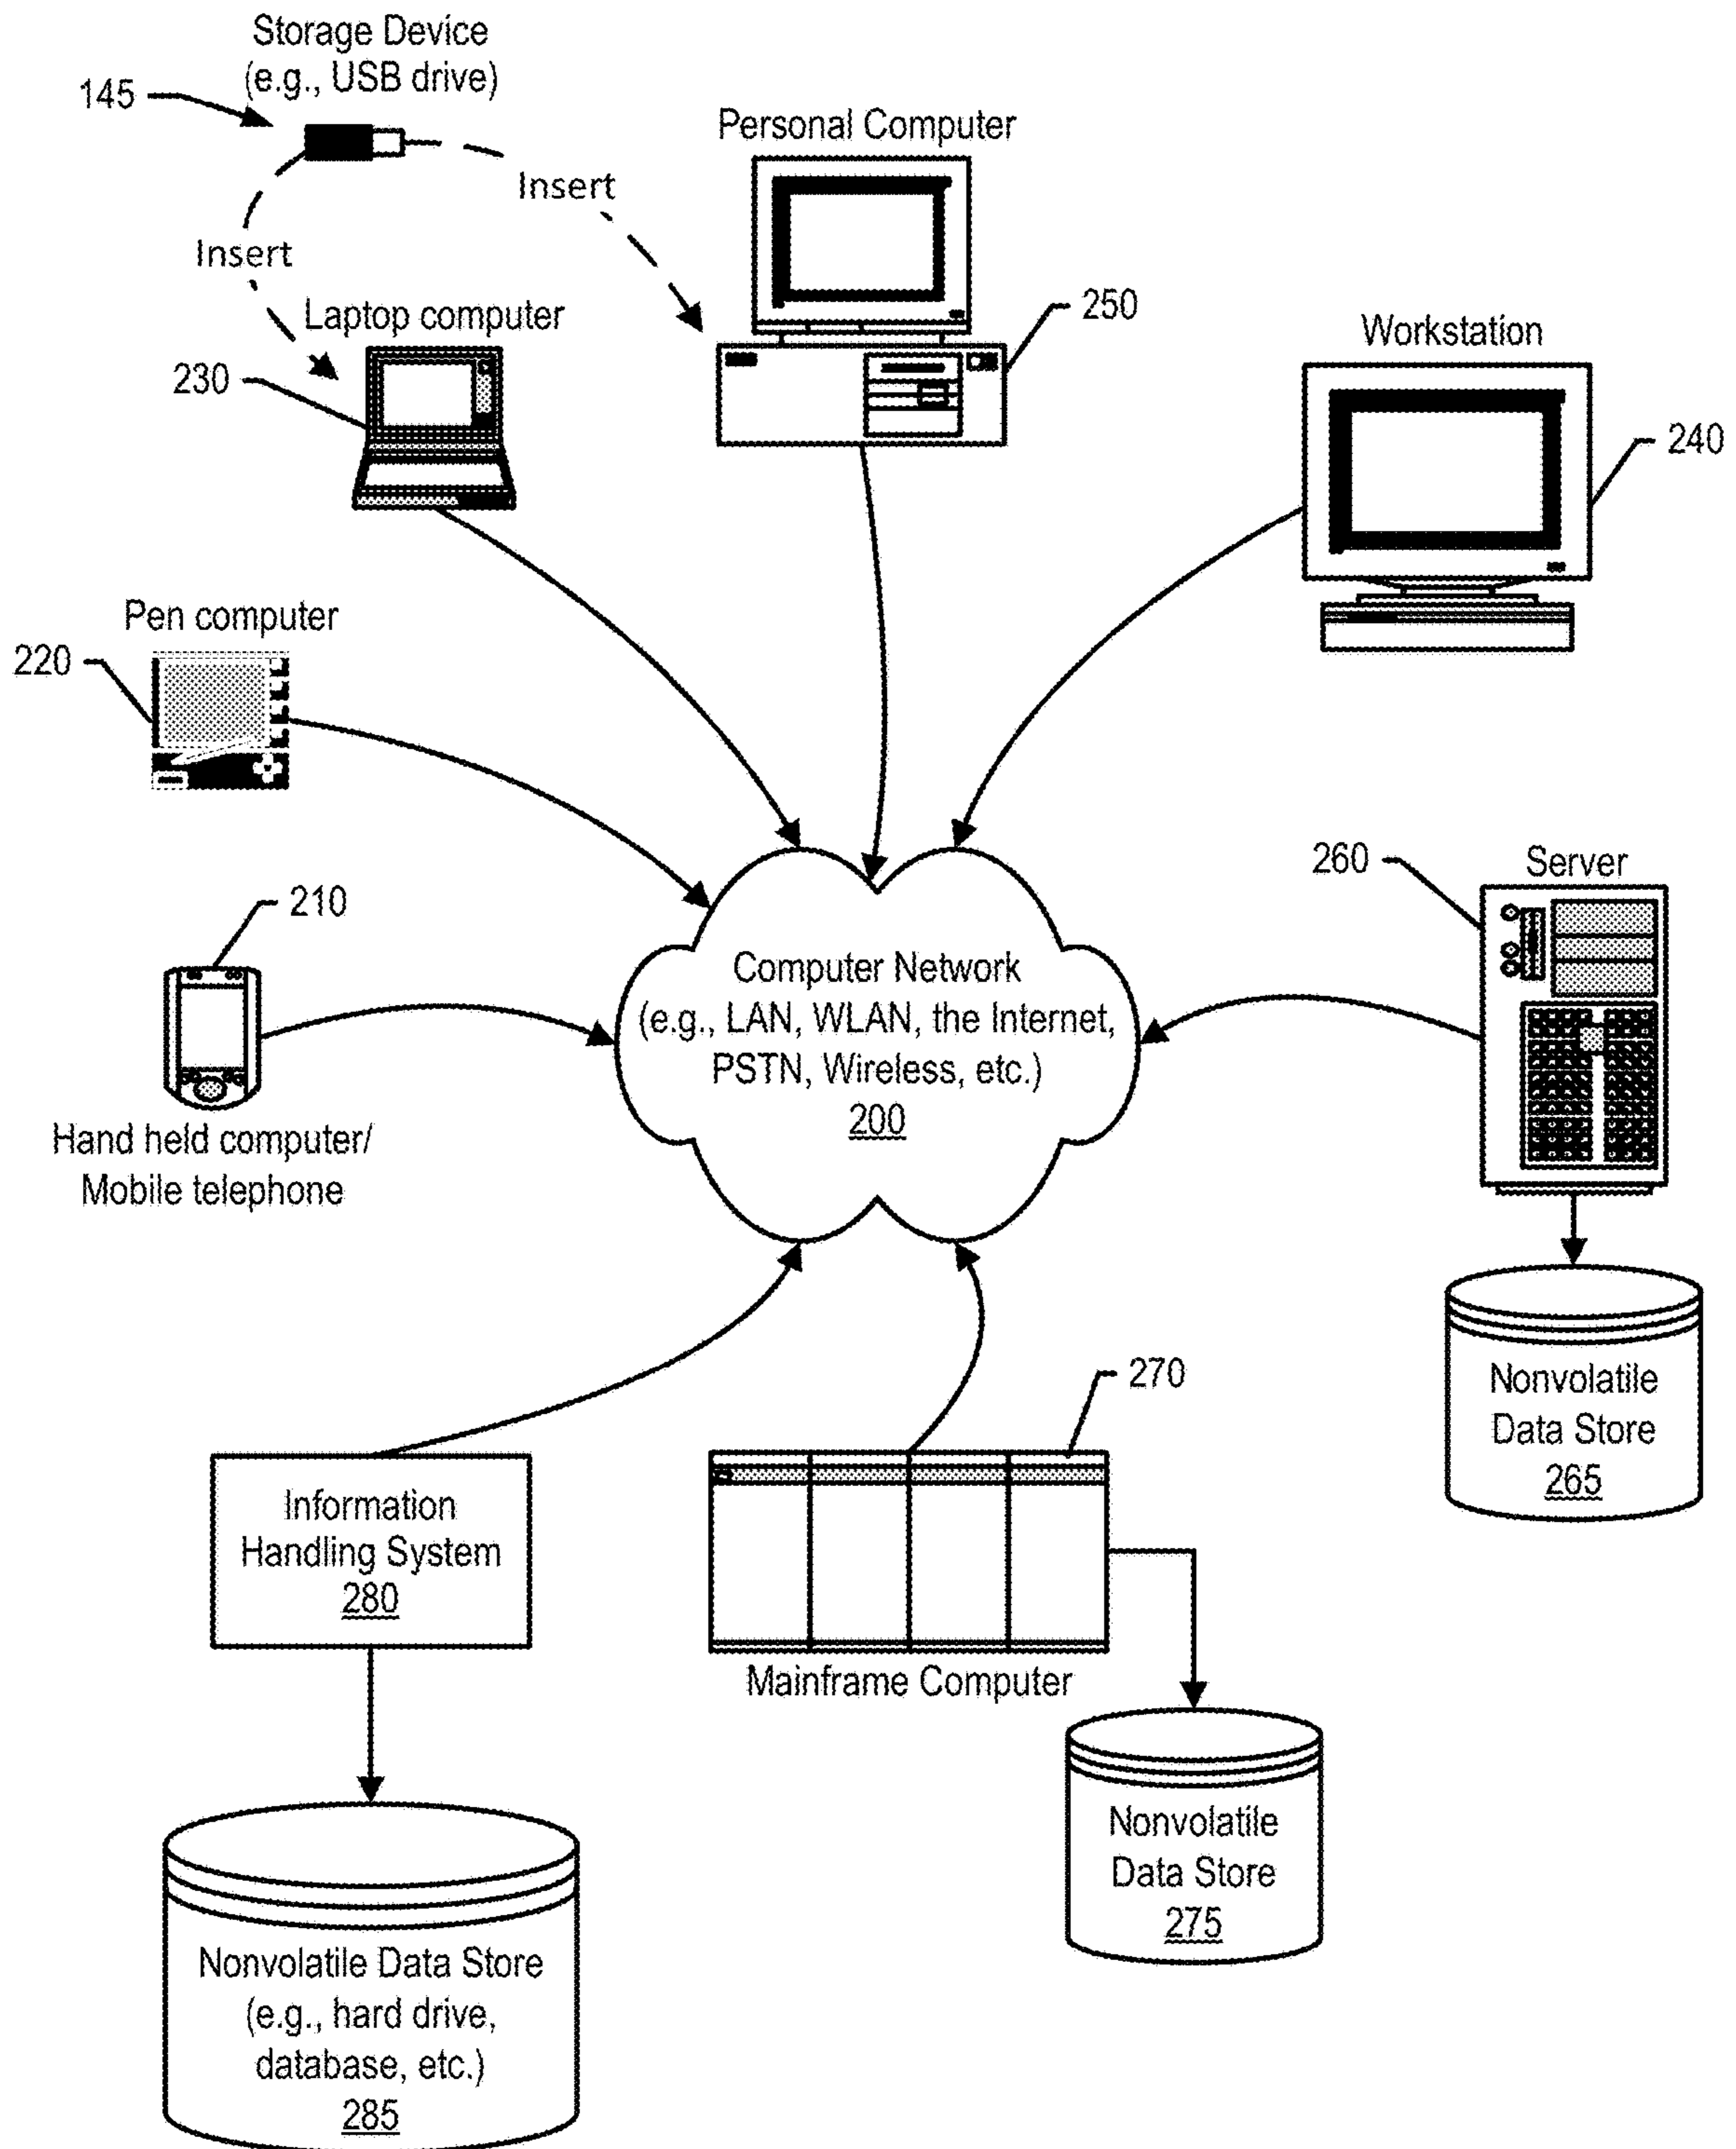 Storage Device
(e.g., USB drive)
145
Personal Computer
Insert
Insert
Laptop computer
250
Workstation
230
240
Pen computer
220
260
Server
210
Computer Network
(e.g., LAN, WLAN, the Internet,
PSTN, Wireless, etc.)
200
Hand held computer/
Mobile telephone
270
Nonvolatile
Data Store
265
Information
Handling System
280
Mainframe Computer
Nonvolatile
Data Store
275
Nonvolatile Data Store
(e.g., hard drive,
database, etc.)
285